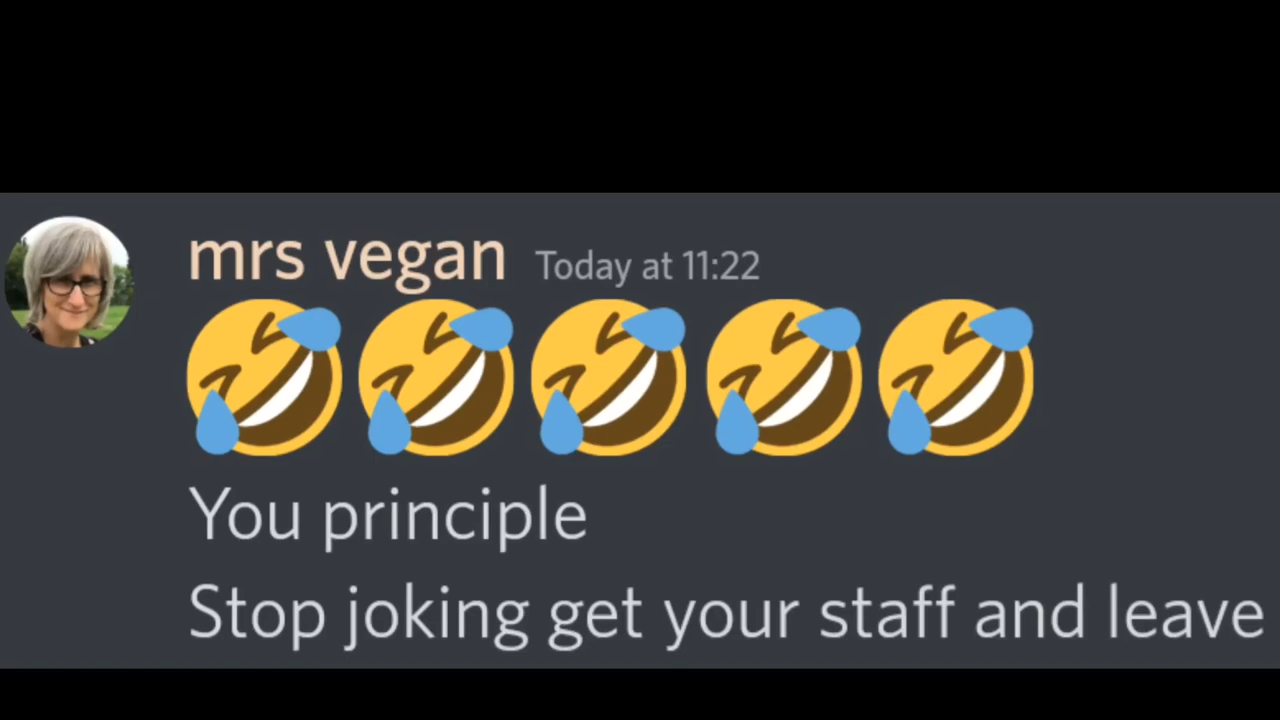 mrs vegan Today at 11:22
🤣🤣🤣🤣🤣
You principle
Stop joking get your staff and leave